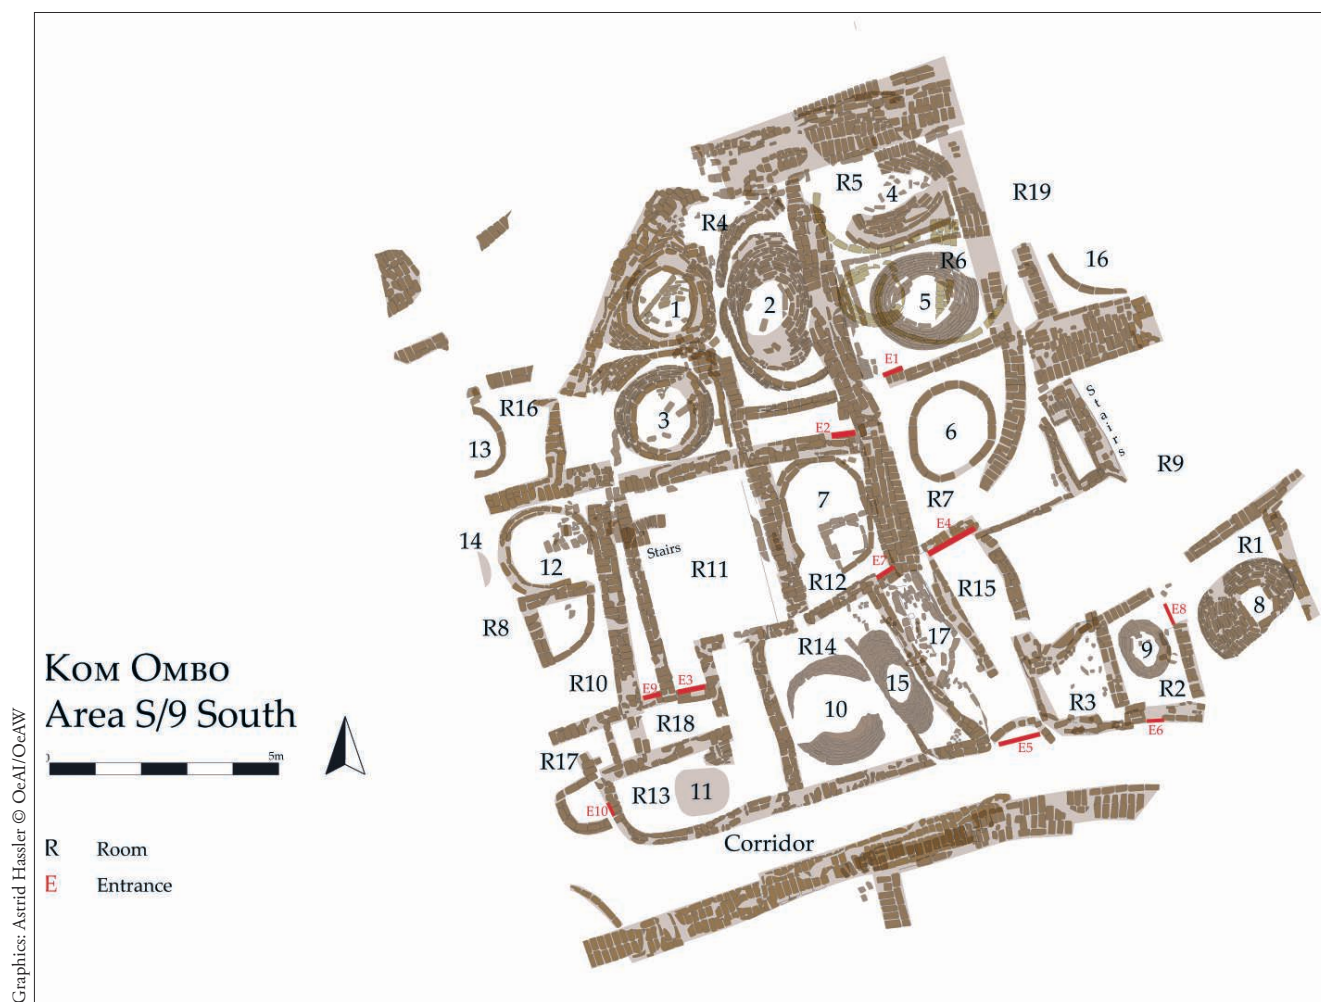 R5
4
R19
R4
R6
16
1
2
5
E1
Stairs
R16
3
E2
6
13
R9
7
R7
E4
14
Stairs
12
R11
E7
R12
R15
R1
8
R8
R14
17
E8
9
R10
15
E9
E3
R2
R3
10
R18
E6
E5
R17
R13
11
E10
Corridor
Kom Ombo
Area S/9 South
0
5m
R Room
E Entrance
Graphics: Astrid Hassler © OeAI/OeAW